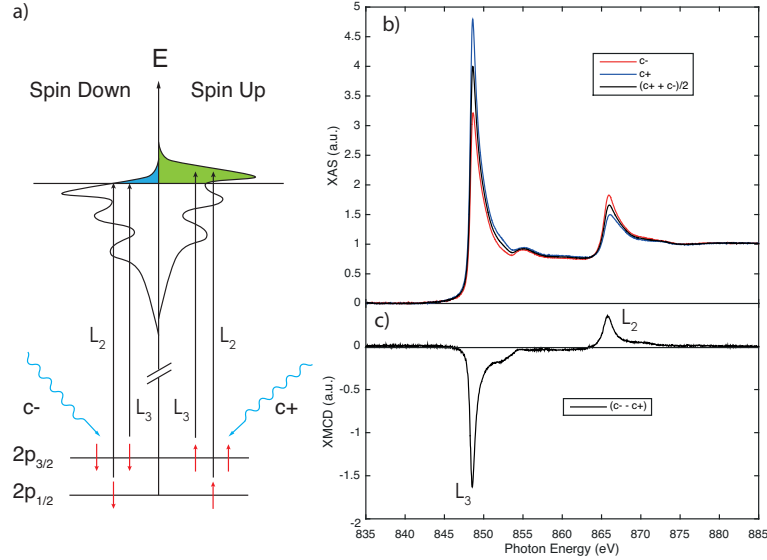 a)
E
Spin Down
Spin Up
L2
L2
L3
L3
c-
c+
2p3/2
2p1/2
b)
5
4.5
4
3.5
3
2.5
2
1.5
1
0.5
0
XAS (a.u.)
c-
c+
(c+ + c-)/2
c)
0
-0.5
-1
-1.5
-2
XMCD (a.u.)
L2
L3
(c- - c+)
835 840 845 850 855 860 865 870 875 880 885
Photon Energy (eV)